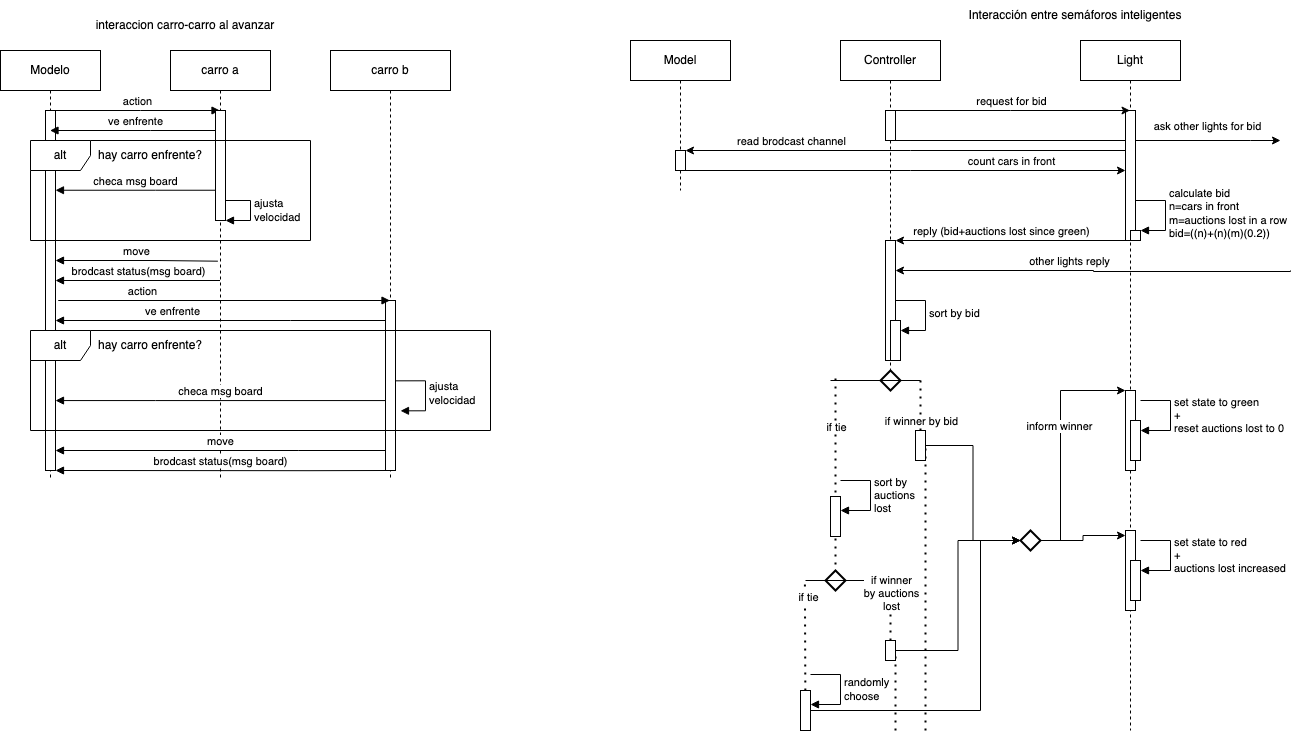 interaccion carro-carro al avanzar
Modelo
carro a
carro b
action
ve enfrente
alt
hay carro enfrente?
checa msg board
ajusta
velocidad
move
brodcast status(msg board)
action
ve enfrente
alt
hay carro enfrente?
checa msg board
ajusta
velocidad
move
brodcast status(msg board)
Interacción entre semáforos inteligentes
Model
Controller
Light
request for bid
ask other lights for bid
read brodcast channel
count cars in front
calculate bid
n=cars in front
m=auctions lost in a row
bid=((n)+(n)(m)(0.2))
reply (bid+auctions lost since green)
other lights reply
sort by bid
if tie
if winner by bid
inform winner
set state to green
+
reset auctions lost to 0
sort by
auctions
lost
set state to red
+
auctions lost increased
if tie
if winner
by auctions
lost
randomly
choose